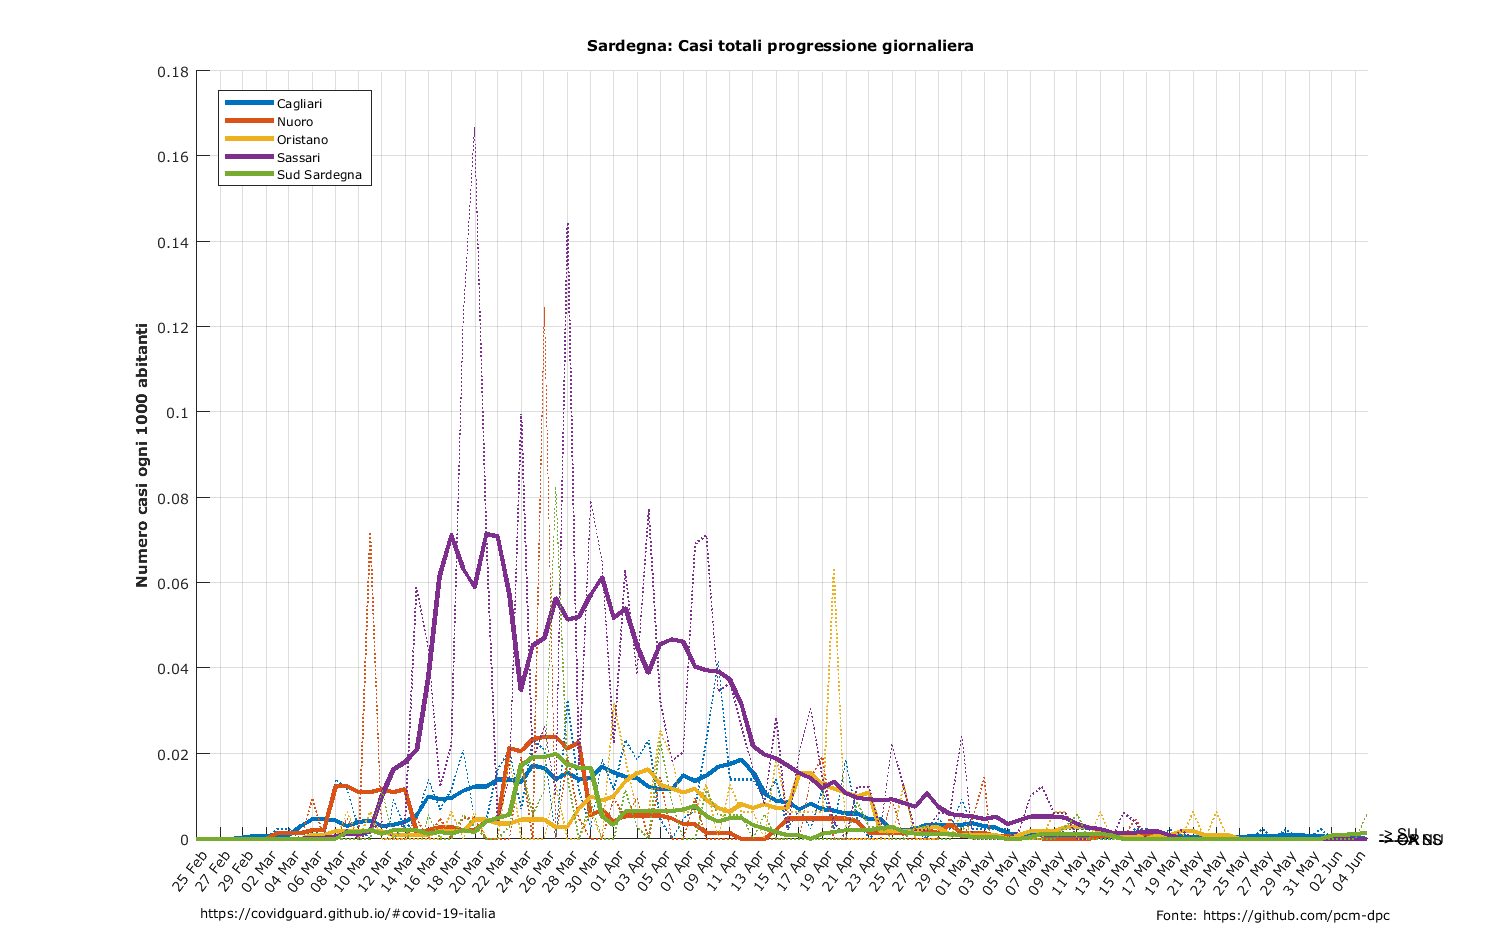 Sardegna: Casi totali progressione giornaliera
0.18
0.16
0.14
0.12
0.1
0.08
0.06
0.04
0.02
0
Numero casi ogni 1000 abitanti
Cagliari
Nuoro
Oristano
Sassari
Sud Sardegna
25 Feb
27 Feb
29 Feb
02 Mar
04 Mar
06 Mar
08 Mar
10 Mar
12 Mar
14 Mar
16 Mar
18 Mar
20 Mar
22 Mar
24 Mar
26 Mar
28 Mar
30 Mar
01 Apr
03 Apr
05 Apr
07 Apr
09 Apr
11 Apr
13 Apr
15 Apr
17 Apr
19 Apr
21 Apr
23 Apr
25 Apr
27 Apr
29 Apr
01 May
03 May
05 May
07 May
09 May
11 May
13 May
15 May
17 May
19 May
21 May
23 May
25 May
27 May
29 May
31 May
02 Jun
04 Jun
-> SU
https://covidguard.github.io/#covid-19-italia
Fonte: https://github.com/pcm-dpc